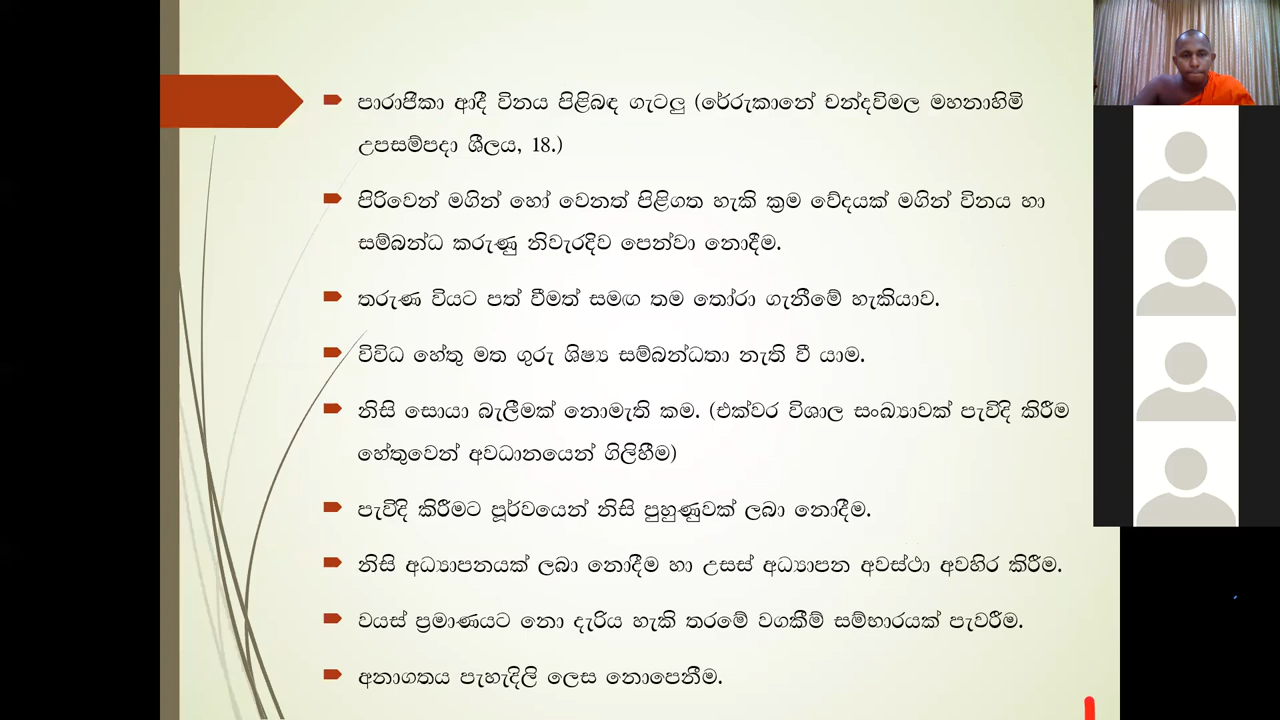 පාරාජිකා ආදී විනය පිළිබඳ ගැටලු (රේරුකානේ චන්දවිමල මහනාහිමි
උපසම්පදා ශීලය, 18.)
පිරිවෙන් මගින් හෝ වෙනත් පිළිගත හැකි ක්‍රම වේදයක් මගින් විනය හා
සම්බන්ධ කරුණු නිවැරදිව පෙන්වා නොදීම.
තරුණ වියට පත් වීමත් සමඟ තම තෝරා ගැනීමේ හැකියාව.
විවිධ හේතු මත ගුරු ශිෂ්‍ය සම්බන්ධතා නැති වී යාම.
නිසි සොයා බැලීමක් නොමැති කම. (එක්වර විශාල සංඛ්‍යාවක් පැවිදි කිරීම
හේතුවෙන් අවධානයෙන් ගිලිහීම)
පැවිදි කිරීමට පූර්වයෙන් නිසි පුහුණුවක් ලබා නොදීම.
නිසි අධ්‍යාපනයක් ලබා නොදීම හා උසස් අධ්‍යාපන අවස්ථා අවහිර කිරීම.
වයස් ප්‍රමාණයට නො දැරිය හැකි තරමේ වගකීම් සම්භාරයක් පැවරීම.
අනාගතය පැහැදිලි ලෙස නොපෙනීම.